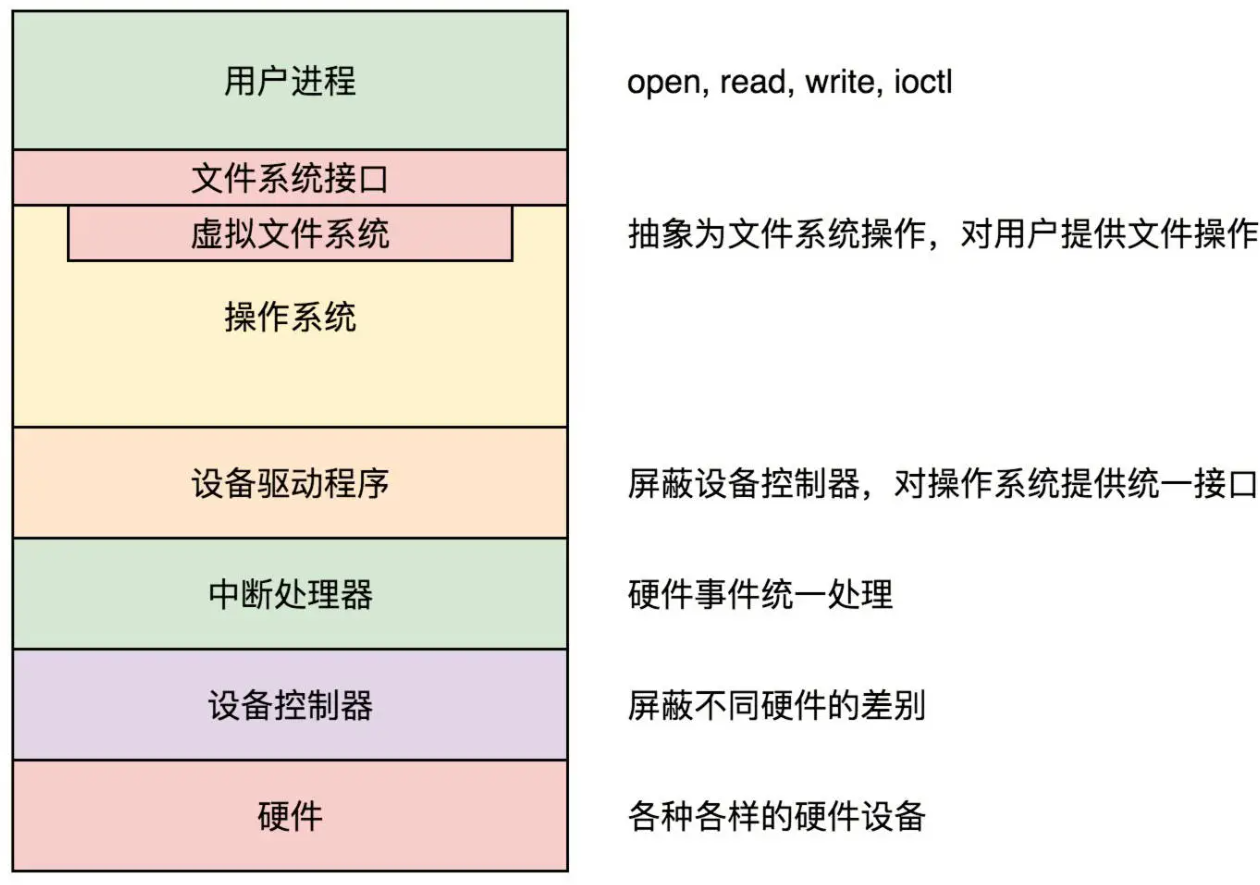 用户进程
open, read, write, ioctl
文件系统接口
虚拟文件系统
抽象为文件系统操作，对用户提供文件操作
操作系统
设备驱动程序
屏蔽设备控制器，对操作系统提供统一接口
中断处理器
硬件事件统一处理
设备控制器
屏蔽不同硬件的差别
硬件
各种各样的硬件设备